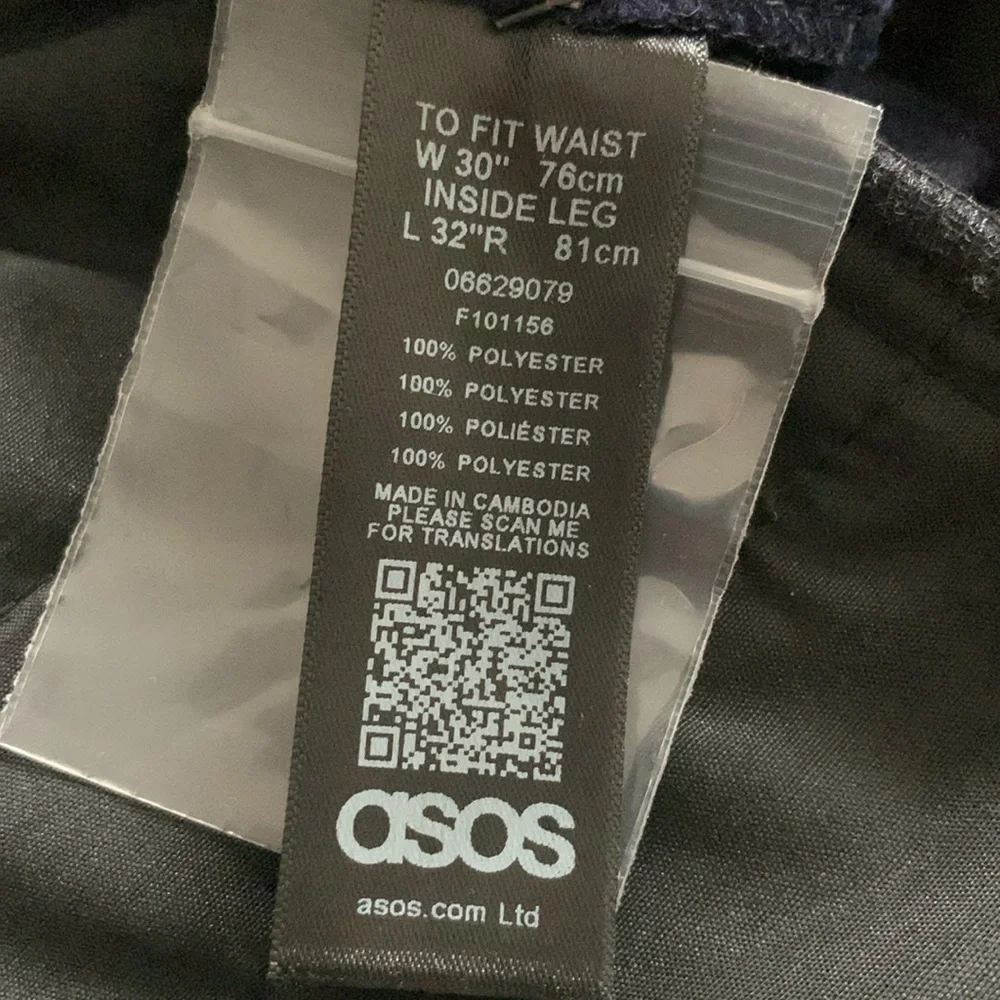 TO FIT WAIST
W 30" 76cm
INSIDE LEG
L 32"R 81cm
06629079
F101156
100% POLYESTER
100% POLYESTER
100% POLIÉSTER
100% POLYESTER
MADE IN CAMBODIA
PLEASE SCAN ME
FOR TRANSLATIONS
asos
asos.com Ltd